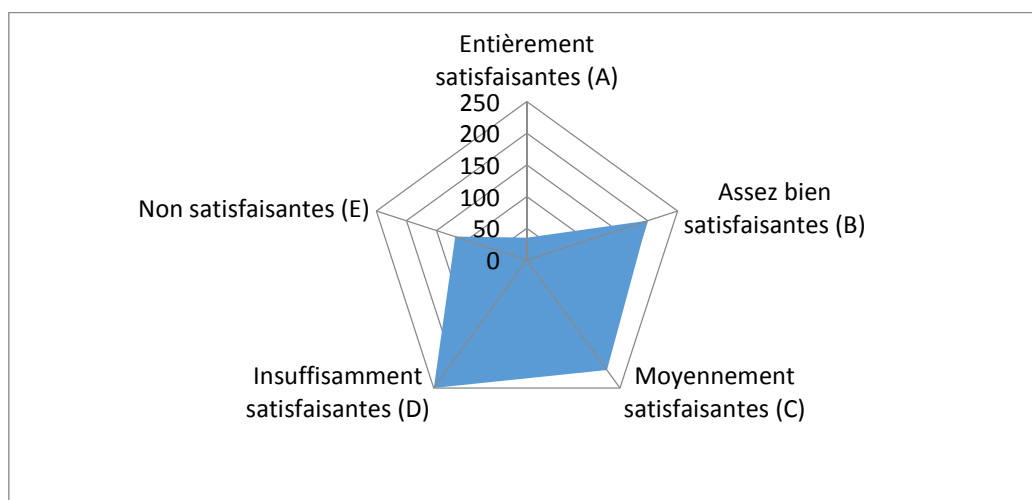 Entièrement
satisfaisantes (A)
250
200
150
100
50
0
Assez bien
satisfaisantes (B)
Non satisfaisantes (E)
Insuffisamment
satisfaisantes (D)
Moyennement
satisfaisantes (C)